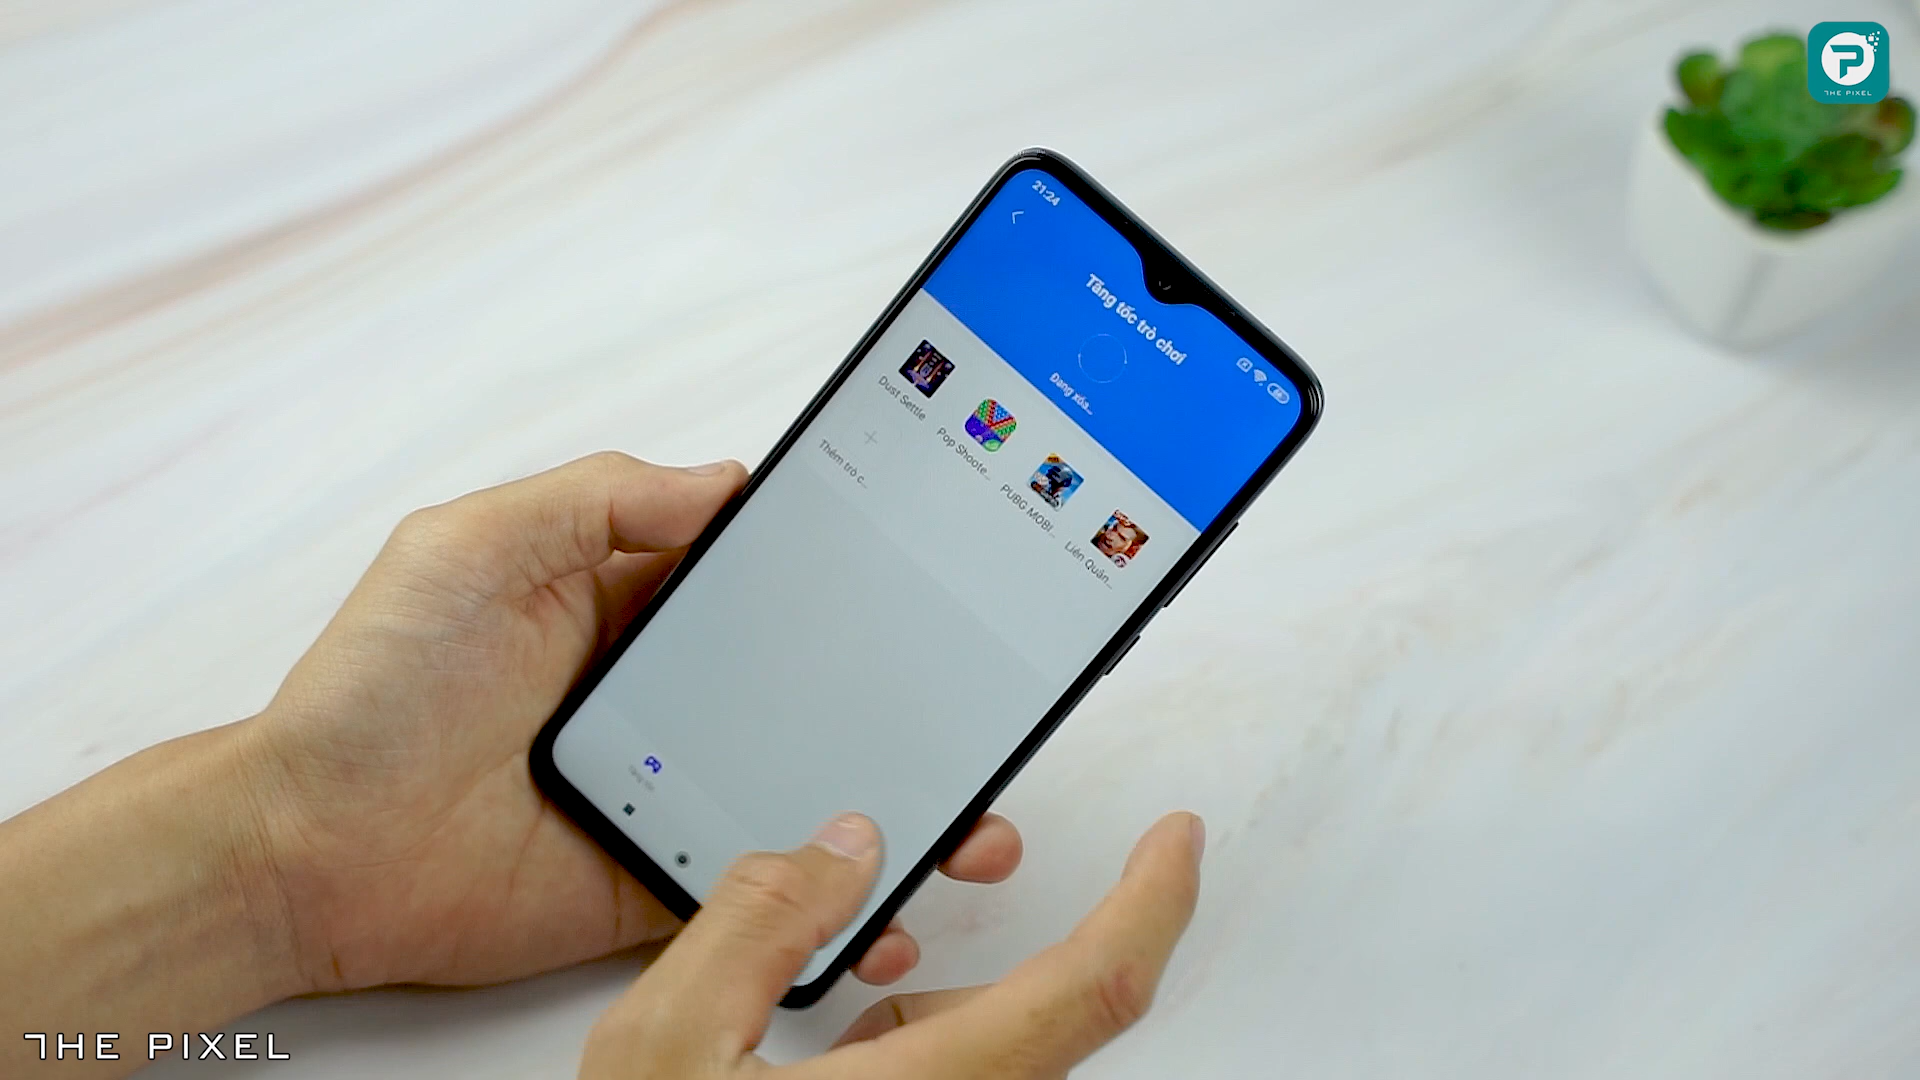 THE PIXEL
21:24
Tăng tốc trò chơi
Đang xóa...
Dust Settle
Pop Shoote...
PUBG MOBI...
Liên Quân...
Thêm trò c...
THE PIXEL